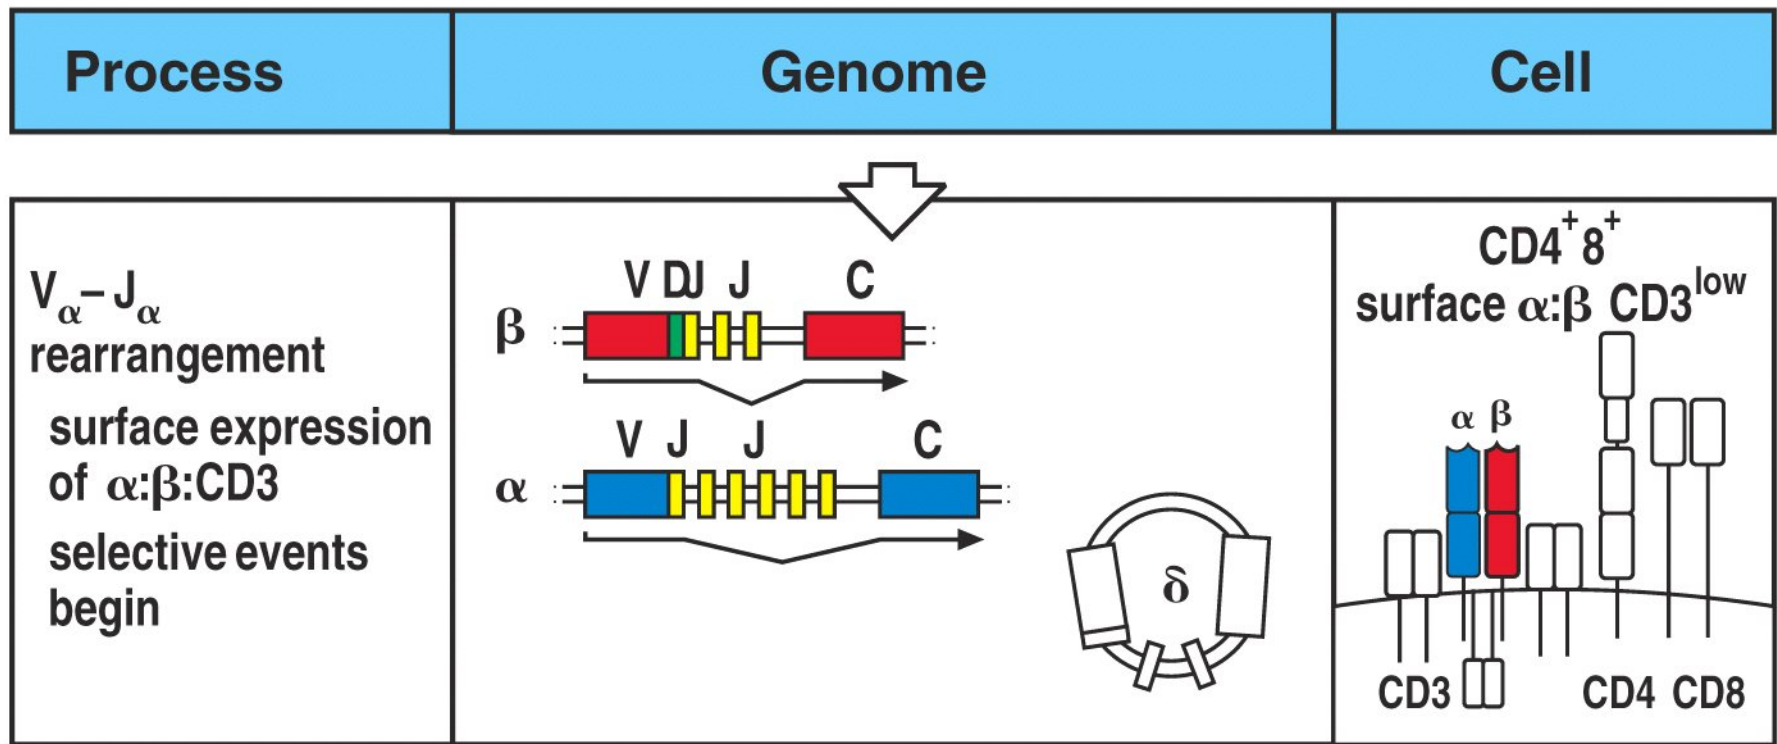 Process
Genome
Cell
Vα – Jα
rearrangement
surface expression
of α:β:CD3
selective events
begin
V DJ J C
β
V J J C
α
δ
CD4⁺8⁺
surface α:β CD3ˡᵒʷ
α β
CD3
CD4 CD8